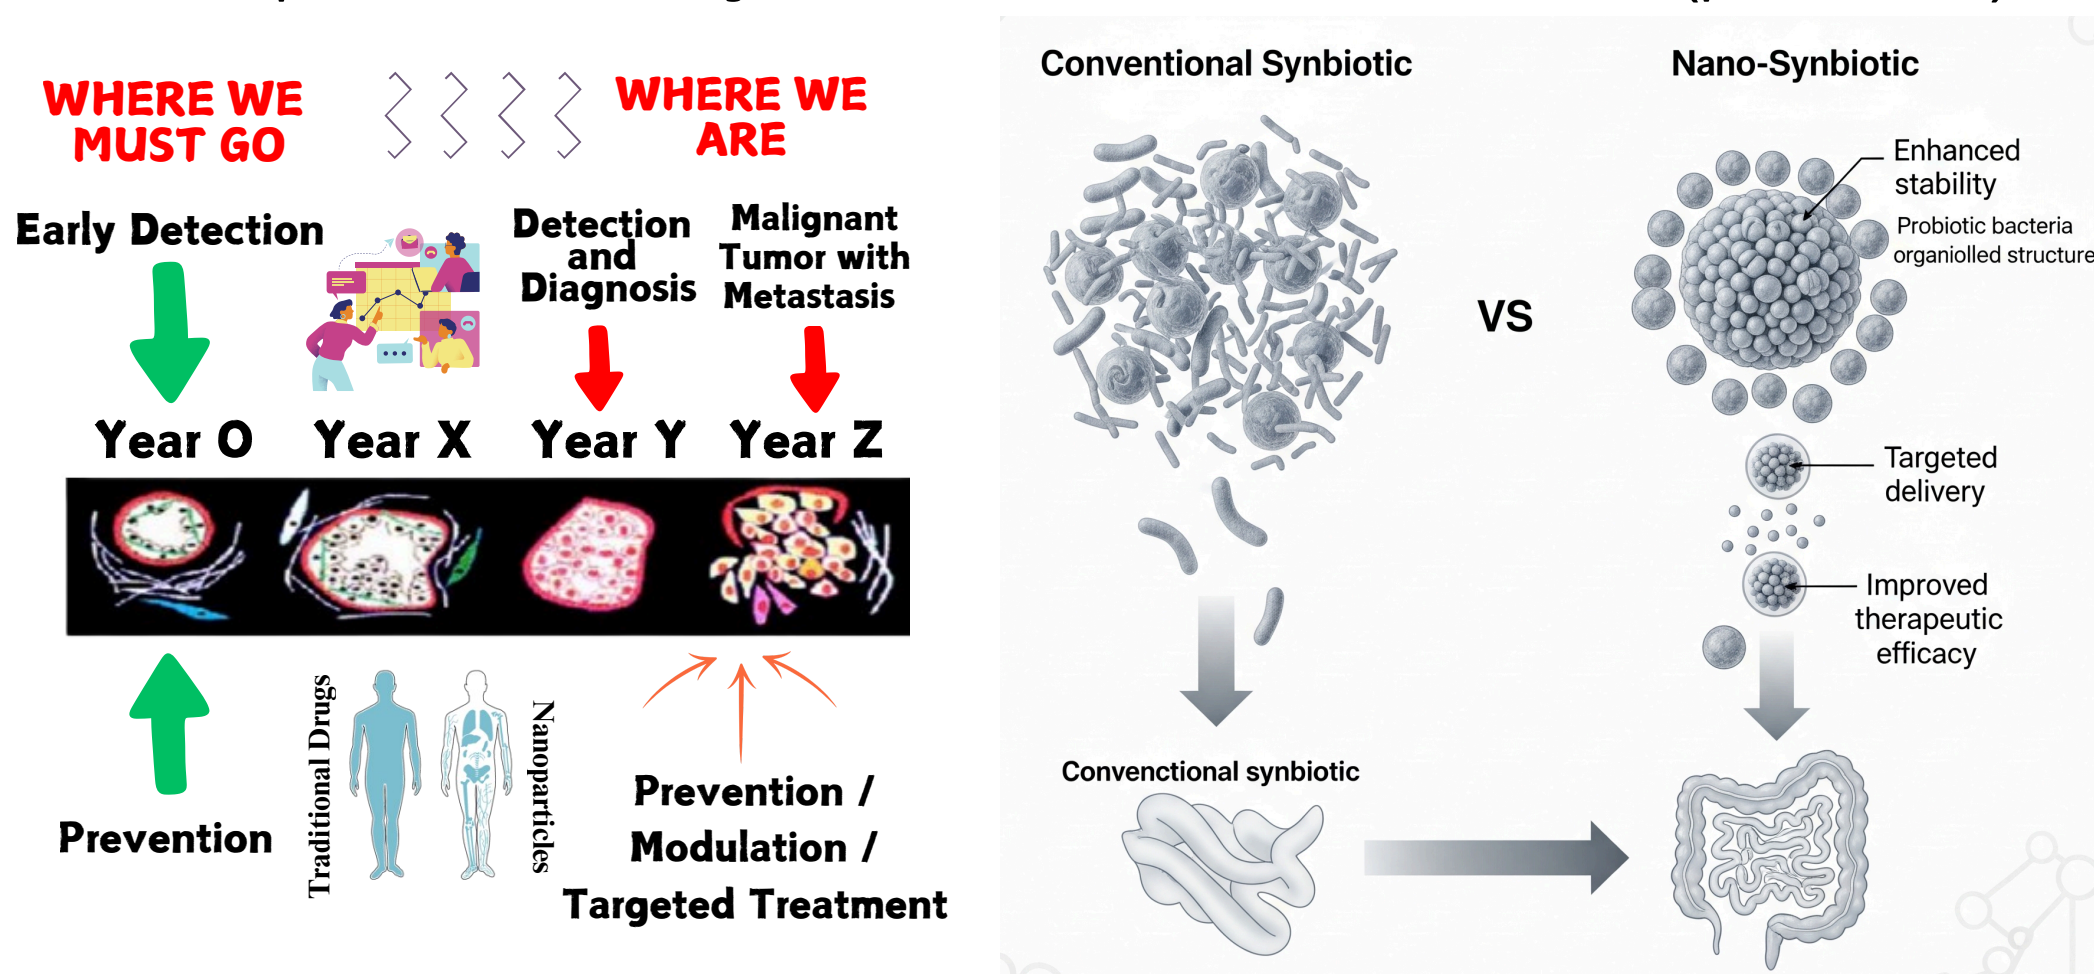 WHERE WE
MUST GO
WHERE WE
ARE
Early Detection
Detection
and
Diagnosis
Malignant
Tumor with
Metastasis
Year O
Year X
Year Y
Year Z
Prevention
Traditional Drugs
Nanoparticles
Prevention /
Modulation /
Targeted Treatment
Conventional Synbiotic
Nano-Synbiotic
VS
Enhanced
stability
Probiotic bacteria
organiolled structure
Targeted
delivery
Improved
therapeutic
efficacy
Convenctional synbiotic